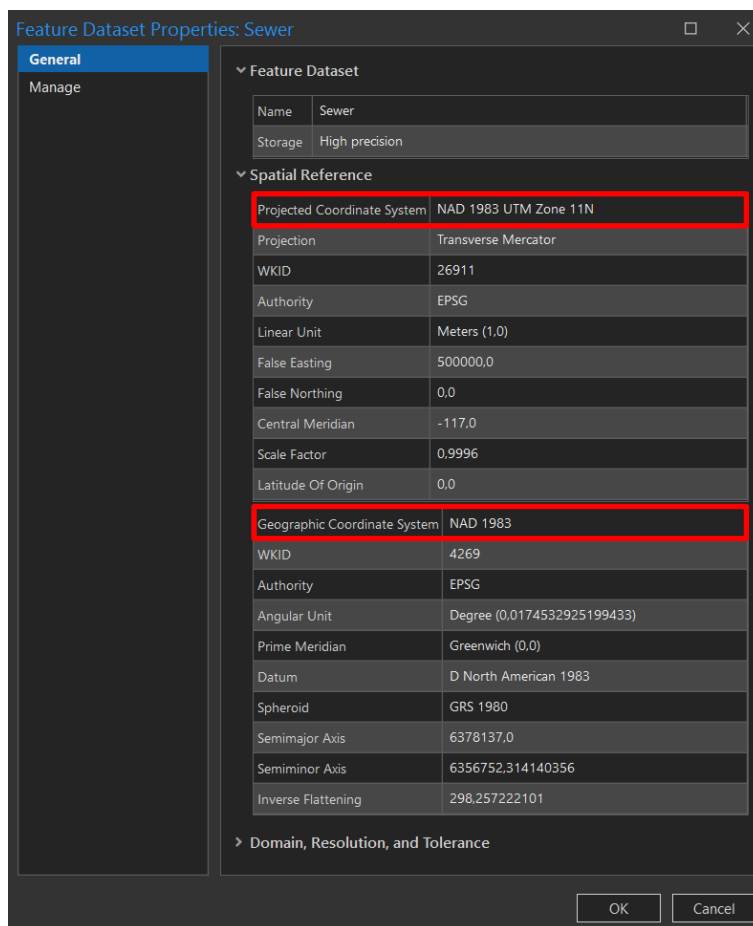 Feature Dataset Properties: Sewer
General
Manage
Feature Dataset
Name Sewer
Storage High precision
Spatial Reference
Projected Coordinate System NAD 1983 UTM Zone 11N
Projection Transverse Mercator
WKID 26911
Authority EPSG
Linear Unit Meters (1,0)
False Easting 500000,0
False Northing 0,0
Central Meridian -117,0
Scale Factor 0,9996
Latitude Of Origin 0,0
Geographic Coordinate System NAD 1983
WKID 4269
Authority EPSG
Angular Unit Degree (0,0174532925199433)
Prime Meridian Greenwich (0,0)
Datum D North American 1983
Spheroid GRS 1980
Semimajor Axis 6378137,0
Semiminor Axis 6356752,314140356
Inverse Flattening 298,257222101
Domain, Resolution, and Tolerance
OK Cancel